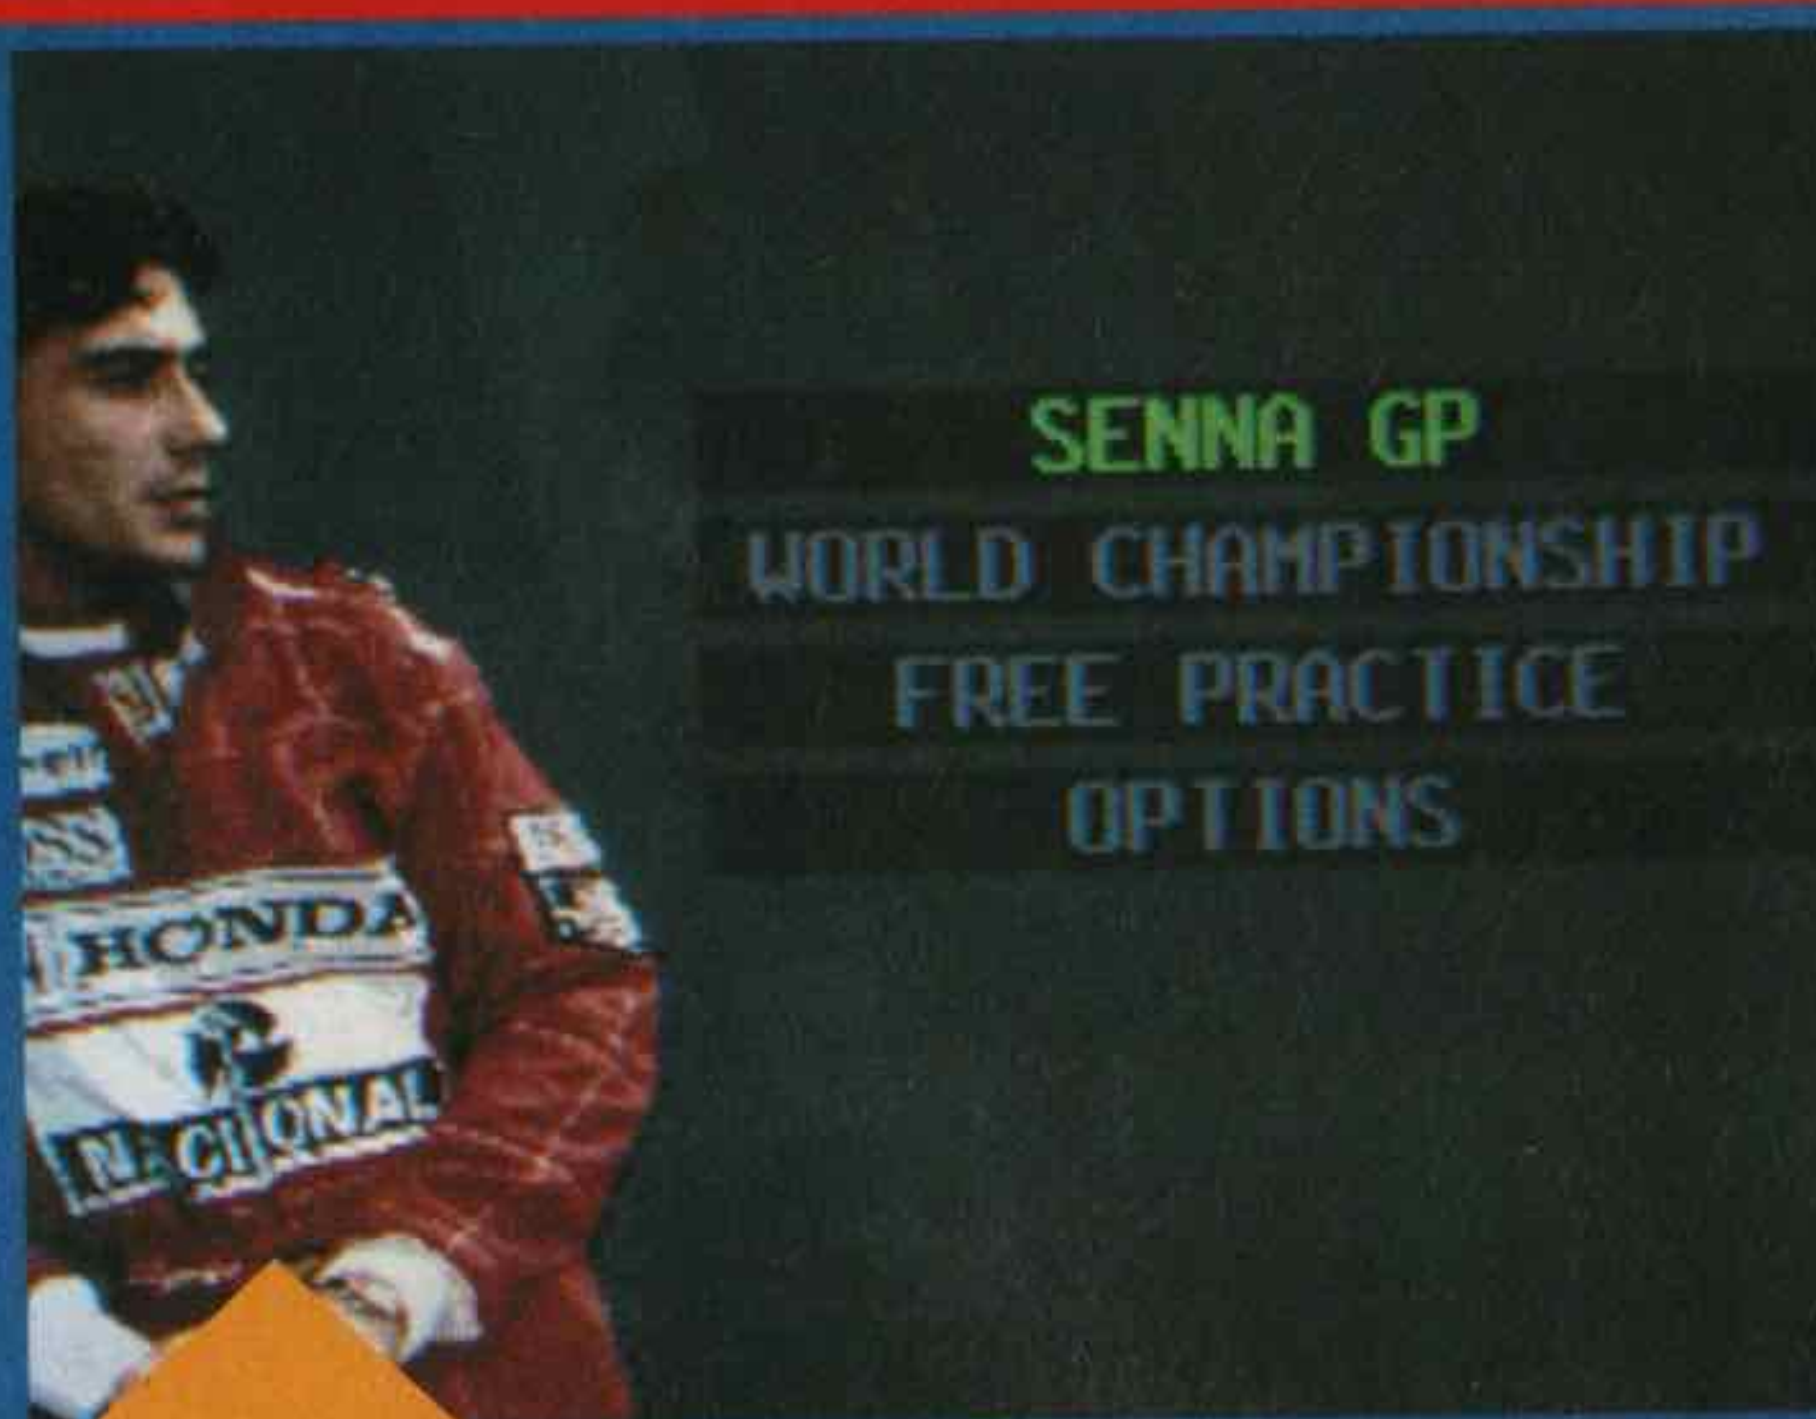 SENNA GP
WORLD CHAMPIONSHIP
FREE PRACTICE
OPTIONS
HONDA
NACIONAL